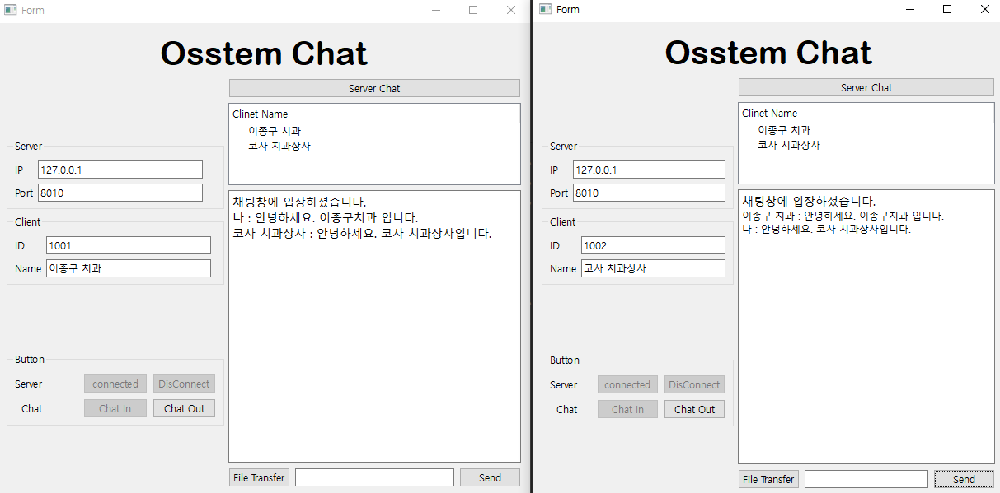 Form
Osstem Chat
Server Chat
Clinet Name
이종구 치과
코사 치과상사
Server
IP 127.0.0.1
Port 8010_
채팅창에 입장하셨습니다.
나 : 안녕하세요. 이종구치과 입니다.
코사 치과상사 : 안녕하세요. 코사 치과상사입니다.
Client
ID 1001
Name 이종구 치과
Button
Server connected DisConnect
Chat Chat In Chat Out
File Transfer Send
Form
Osstem Chat
Server Chat
Clinet Name
이종구 치과
코사 치과상사
Server
IP 127.0.0.1
Port 8010_
채팅창에 입장하셨습니다.
이종구 치과 : 안녕하세요. 이종구치과 입니다.
나 : 안녕하세요. 코사 치과상사입니다.
Client
ID 1002
Name 코사 치과상사
Button
Server connected DisConnect
Chat Chat In Chat Out
File Transfer Send